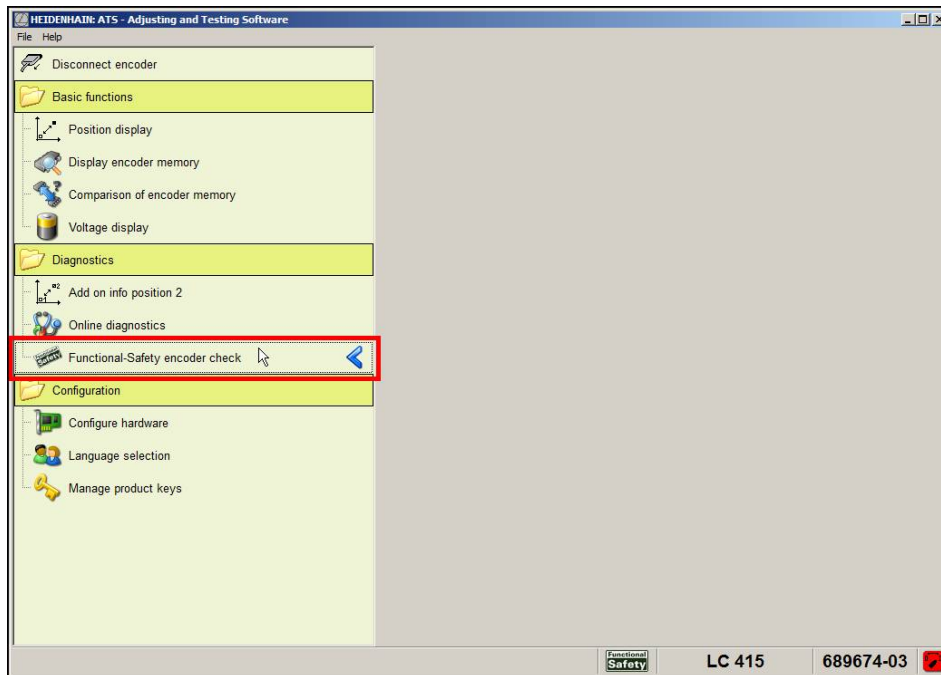 HEIDENHAIN: ATS - Adjusting and Testing Software
File Help
Disconnect encoder
Basic functions
Position display
Display encoder memory
Comparison of encoder memory
Voltage display
Diagnostics
Add on info position 2
Online diagnostics
Functional-Safety encoder check
Configuration
Configure hardware
Language selection
Manage product keys
Functional
Safety
LC 415
689674-03